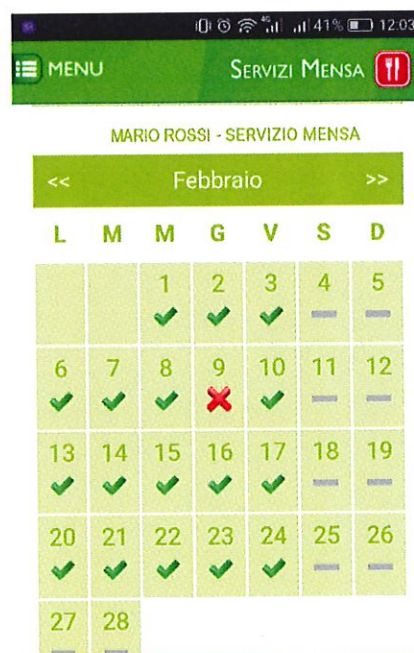 41% 12:03
MENU
SERVIZI MENSA
MARIO ROSSI - SERVIZIO MENSA
<< Febbraio >>
L M M G V S D
1 2 3 4 5
6 7 8 9 10 11 12
13 14 15 16 17 18 19
20 21 22 23 24 25 26
27 28